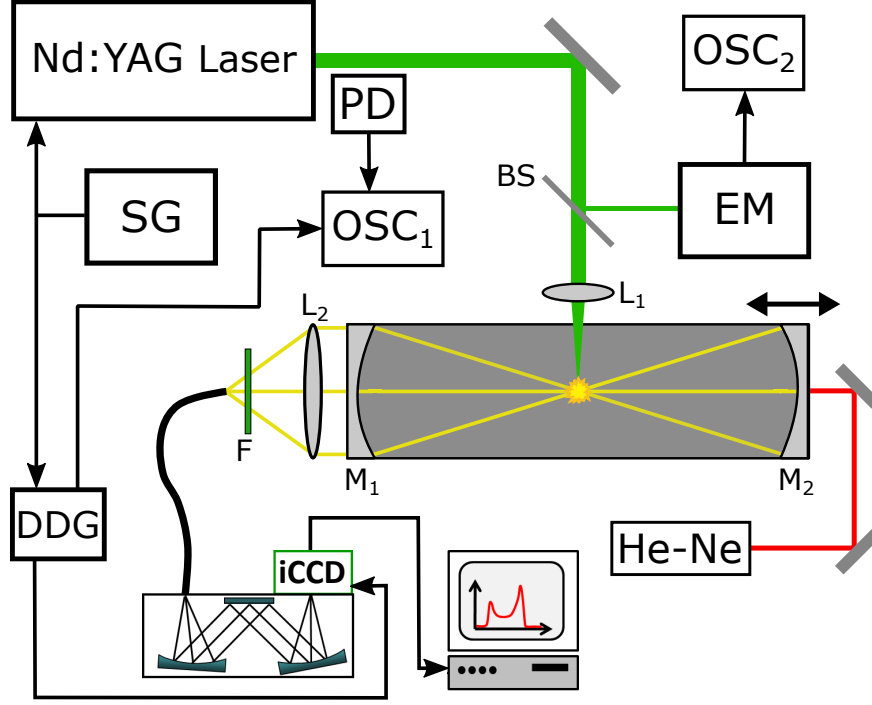 Nd:YAG Laser
OSC₂
PD
BS
SG
OSC₁
EM
L₁
L₂
F
M₁
M₂
DDG
He-Ne
iCCD